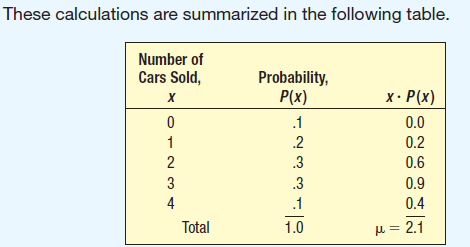 These calculations are summarized in the following table.
Number of
Cars Sold, Probability,
x P(x) x · P(x)
0 .1 0.0
1 .2 0.2
2 .3 0.6
3 .3 0.9
4 .1 0.4
Total 1.0 μ = 2.1